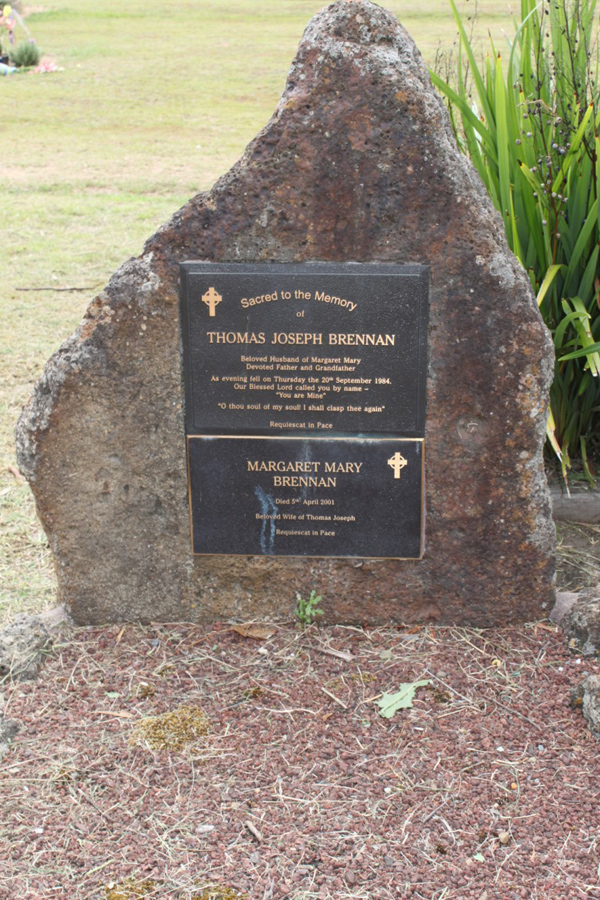 Sacred to the Memory
of
THOMAS JOSEPH BRENNAN
Beloved Husband of Margaret Mary
Devoted Father and Grandfather
As evening fell on Thursday the 20th September 1984,
Our Blessed Lord called you by name –
"You are Mine"
"O thou soul of my soul! I shall clasp thee again"
Requiescat in Pace
MARGARET MARY
BRENNAN
Died 5th April 2001
Beloved Wife of Thomas Joseph
Requiescat in Pace